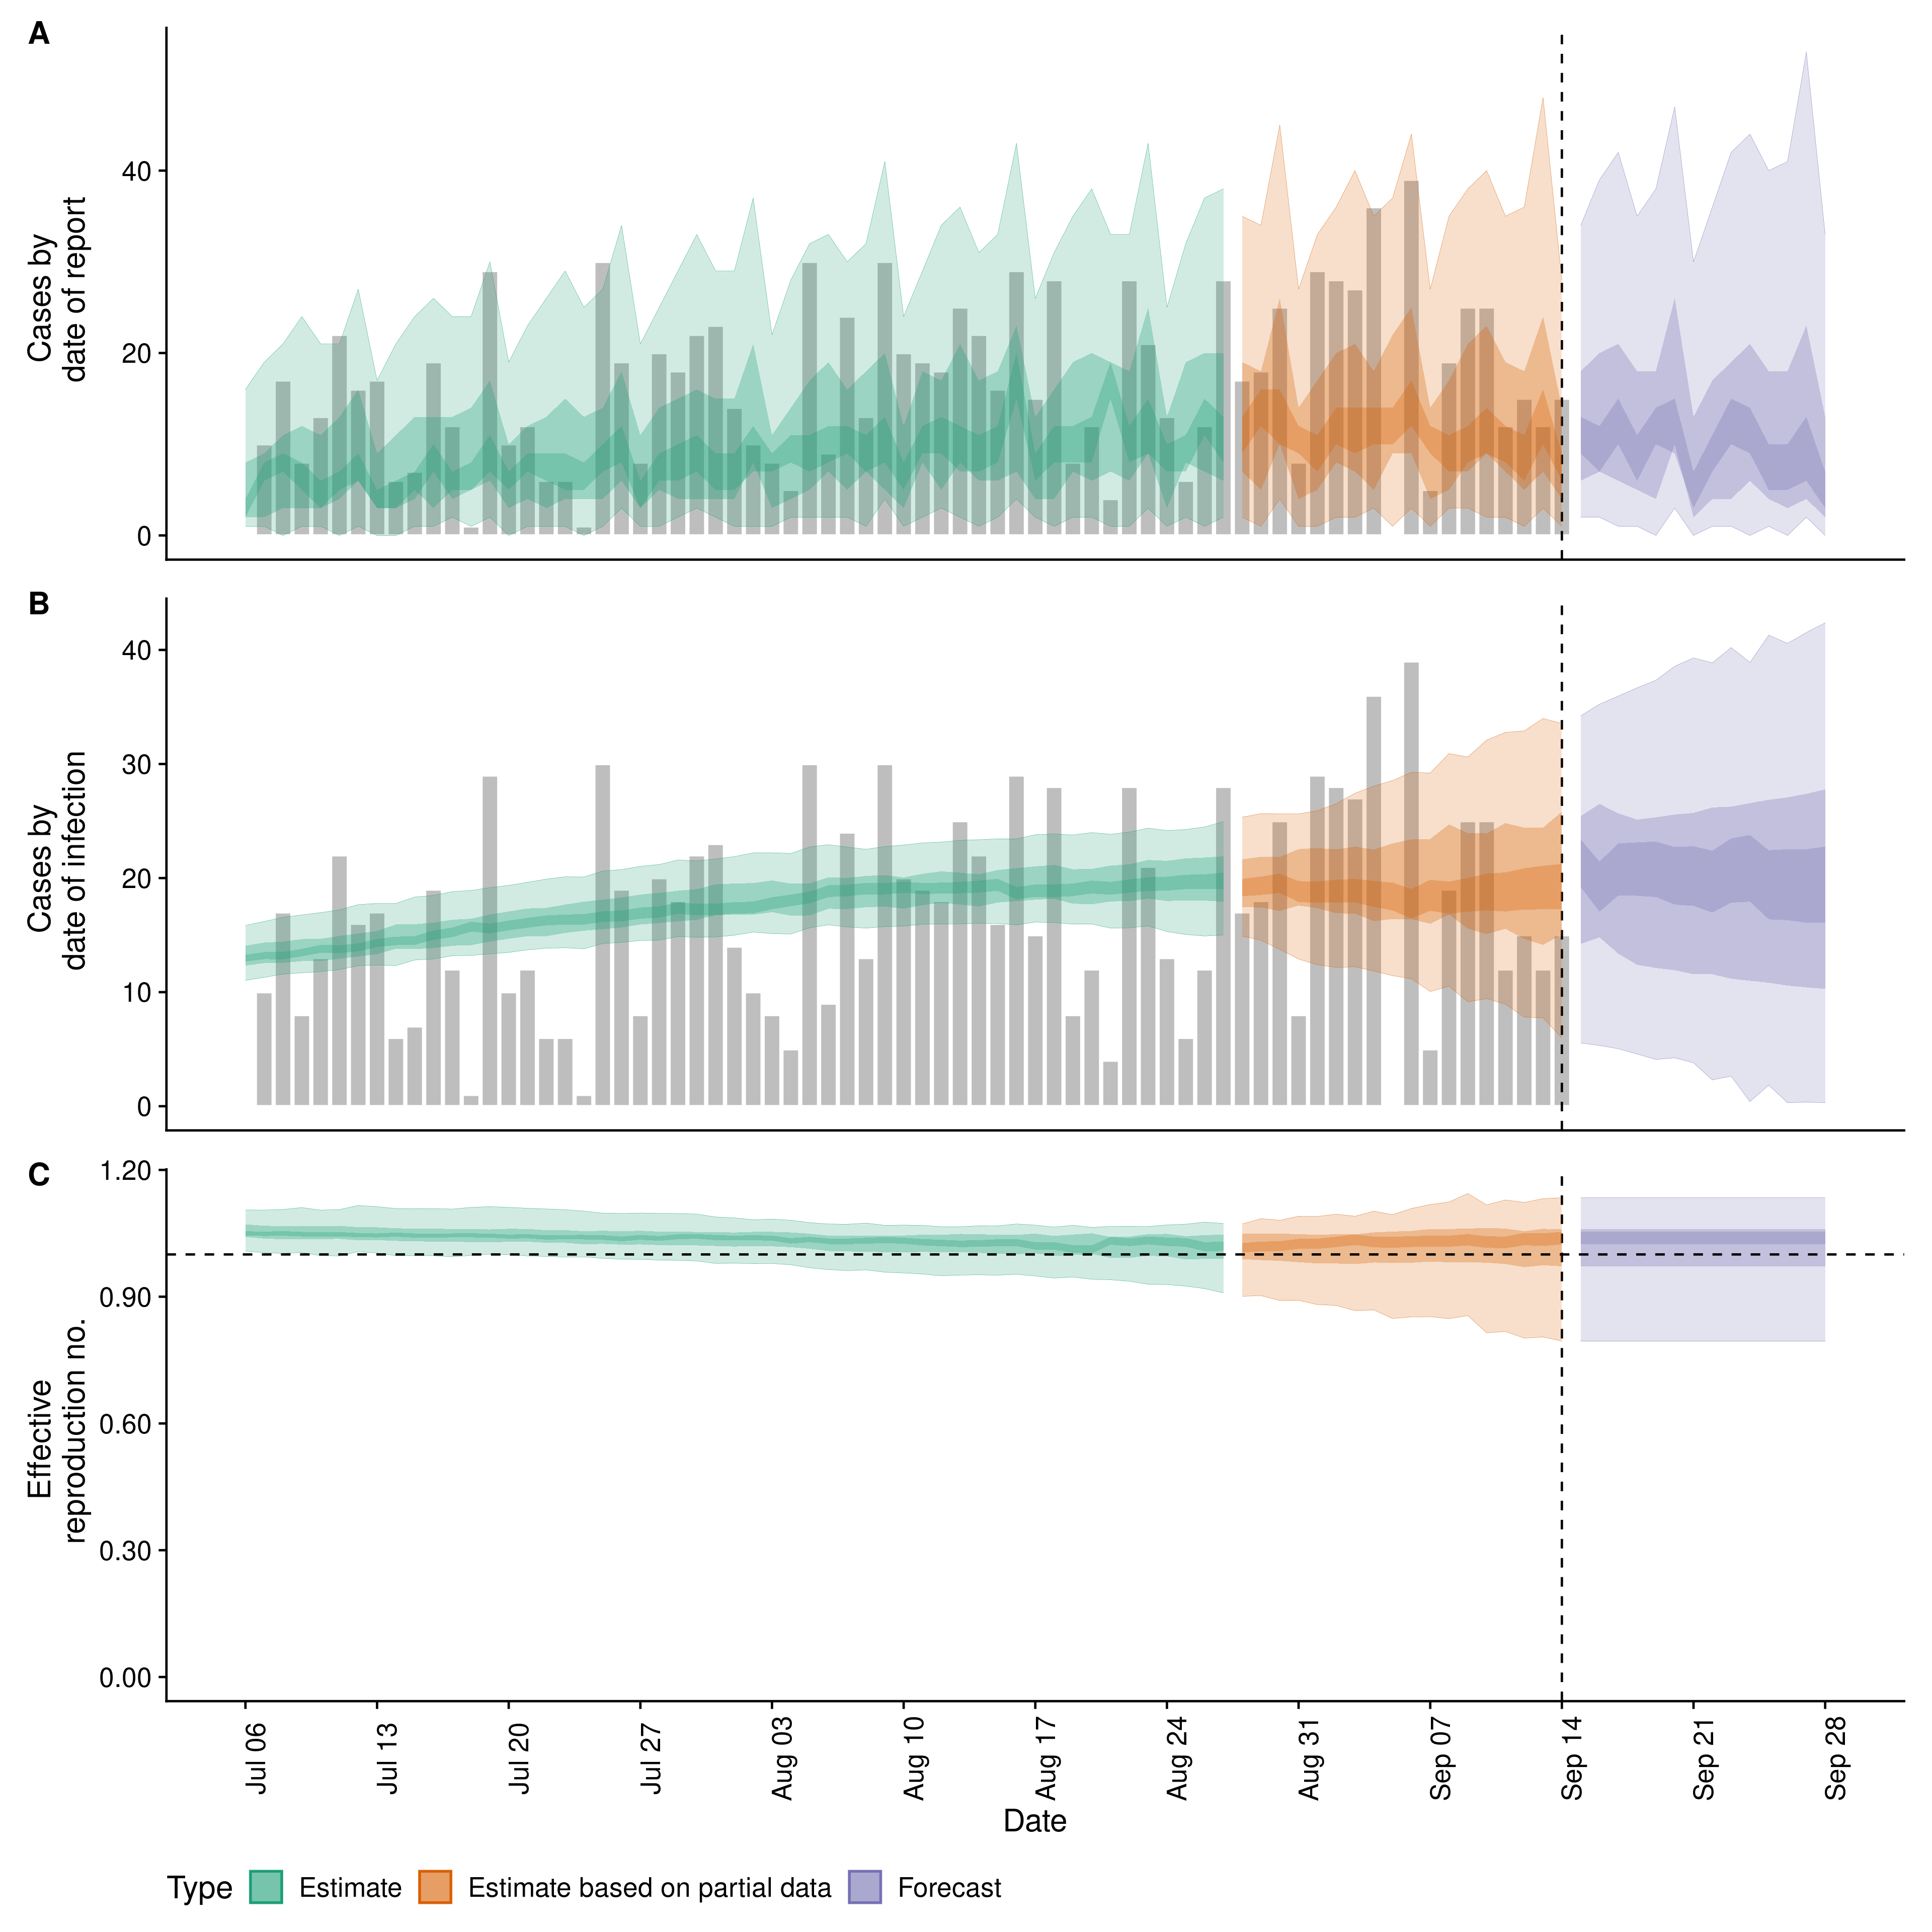 A
Cases by
date of report
40
20
0
B
Cases by
date of infection
40
30
20
10
0
C
Effective
reproduction no.
1.20
0.90
0.60
0.30
0.00
Jul 06
Jul 13
Jul 20
Jul 27
Aug 03
Aug 10
Aug 17
Aug 24
Aug 31
Sep 07
Sep 14
Sep 21
Sep 28
Date
Type Estimate Estimate based on partial data Forecast